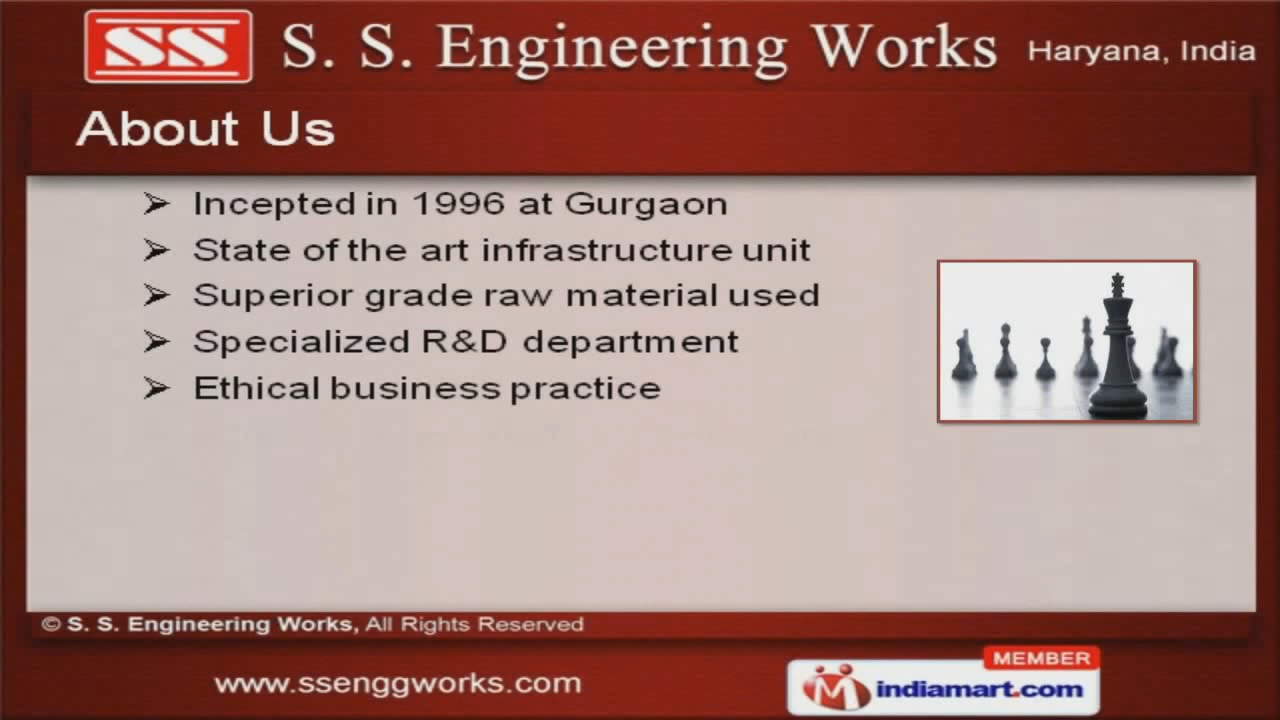 SS S. S. Engineering Works Haryana, India
About Us
➢ Incepted in 1996 at Gurgaon
➢ State of the art infrastructure unit
➢ Superior grade raw material used
➢ Specialized R&D department
➢ Ethical business practice
© S. S. Engineering Works, All Rights Reserved
MEMBER
www.ssenggworks.com
indiamart.com